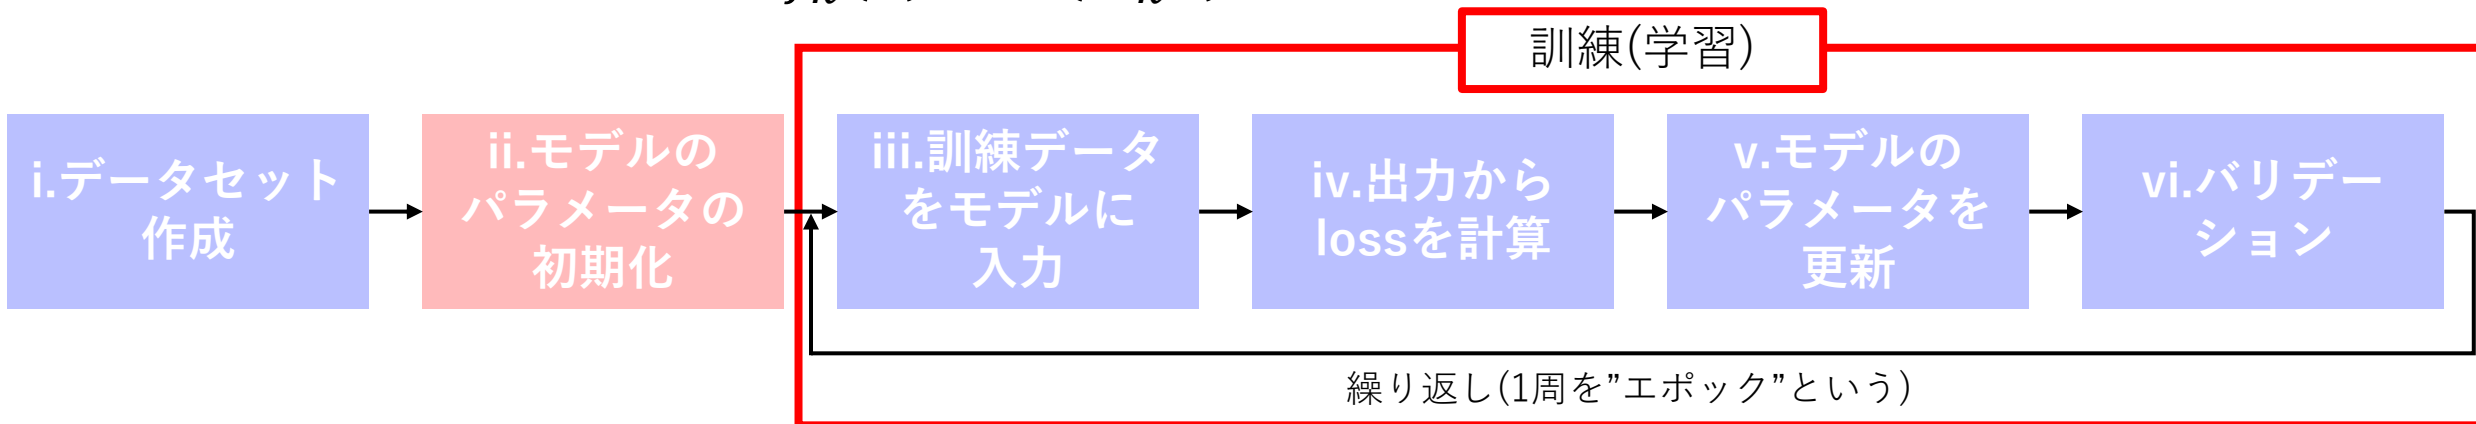 訓練(学習)
i.データセット
作成
ii.モデルの
パラメータの
初期化
iii.訓練データ
をモデルに
入力
iv.出力から
lossを計算
v.モデルの
パラメータを
更新
vi.バリデー
ション
繰り返し(1周を”エポック”という)